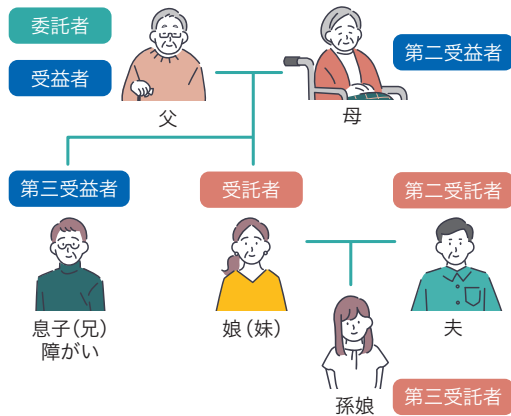 委託者
受益者
父
母
第二受益者
第三受益者
受託者
第二受託者
息子(兄)
障がい
娘(妹)
夫
孫娘
第三受託者